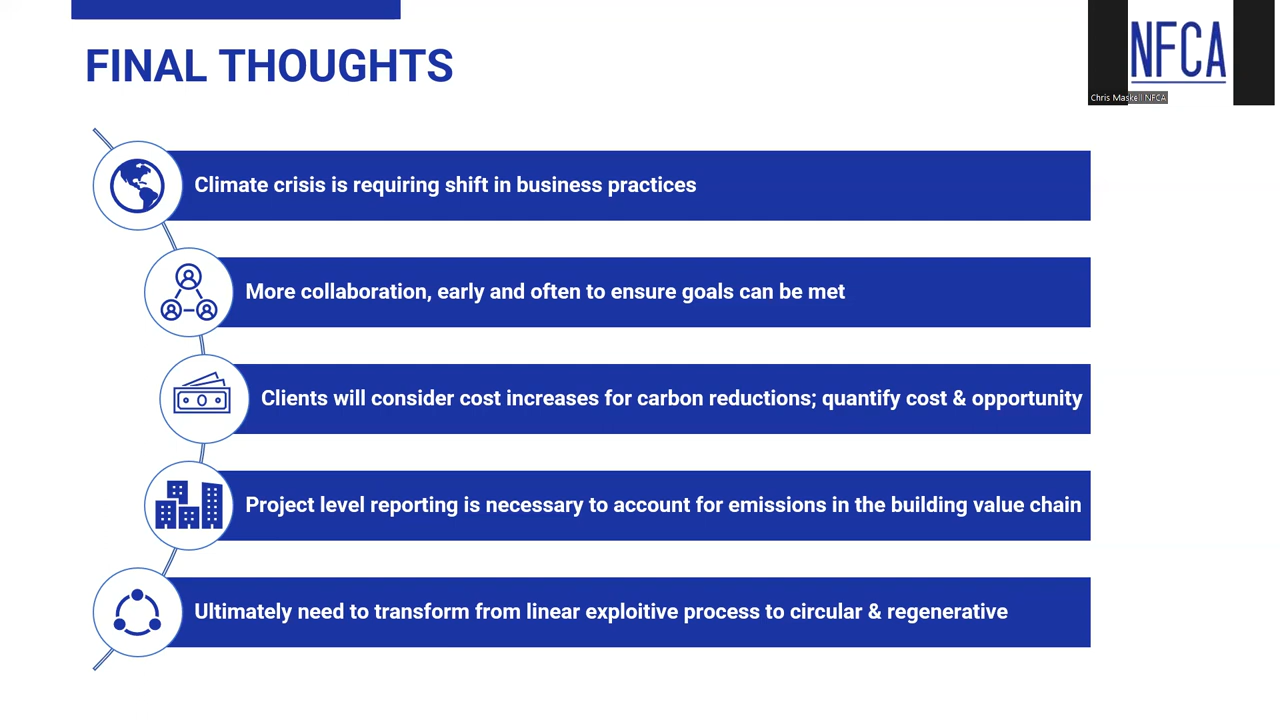 FINAL THOUGHTS
NFCA
Chris Maskell NFCA
Climate crisis is requiring shift in business practices
More collaboration, early and often to ensure goals can be met
Clients will consider cost increases for carbon reductions; quantify cost & opportunity
Project level reporting is necessary to account for emissions in the building value chain
Ultimately need to transform from linear exploitive process to circular & regenerative